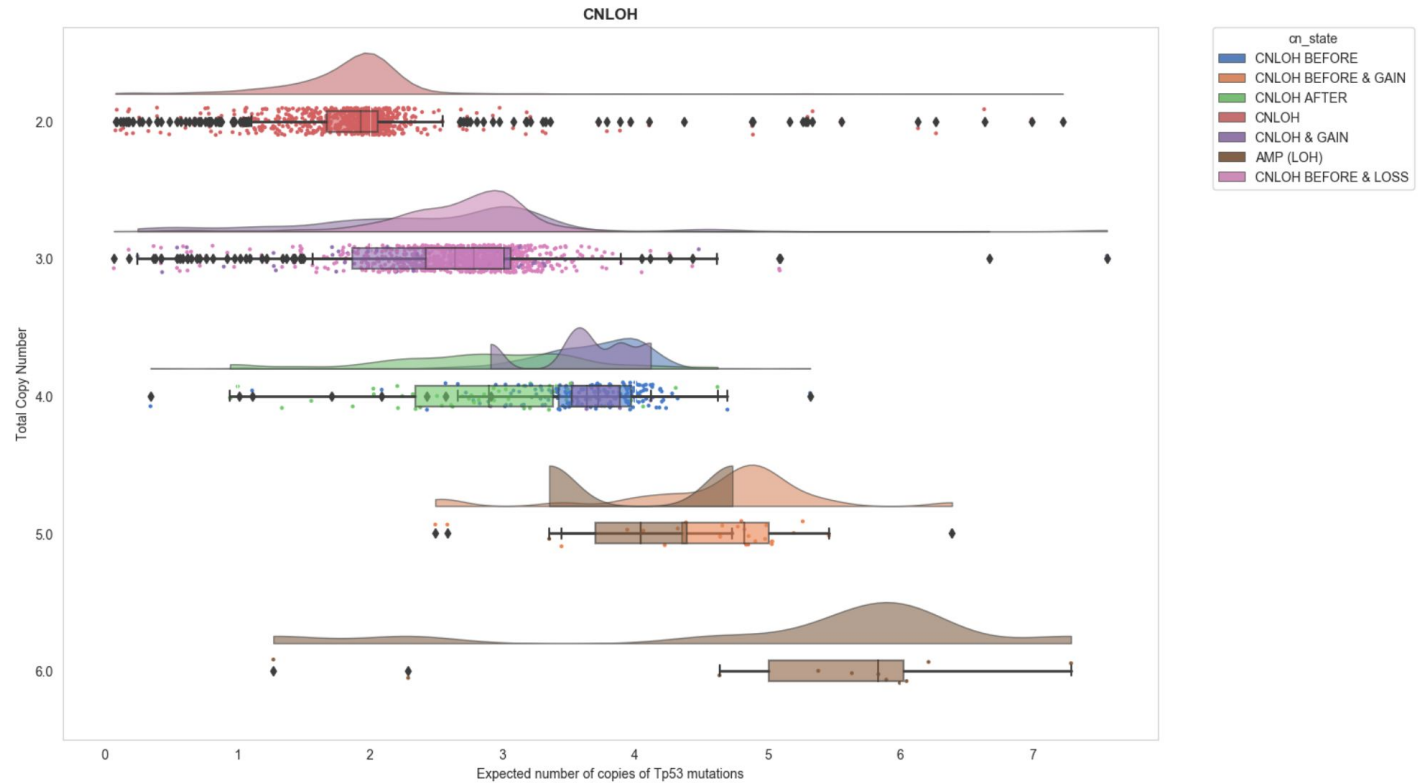 CNLOH
cn_state
CNLOH BEFORE
CNLOH BEFORE & GAIN
CNLOH AFTER
CNLOH
CNLOH & GAIN
AMP (LOH)
CNLOH BEFORE & LOSS
Total Copy Number
2.0
3.0
4.0
5.0
6.0
0 1 2 3 4 5 6 7
Expected number of copies of Tp53 mutations